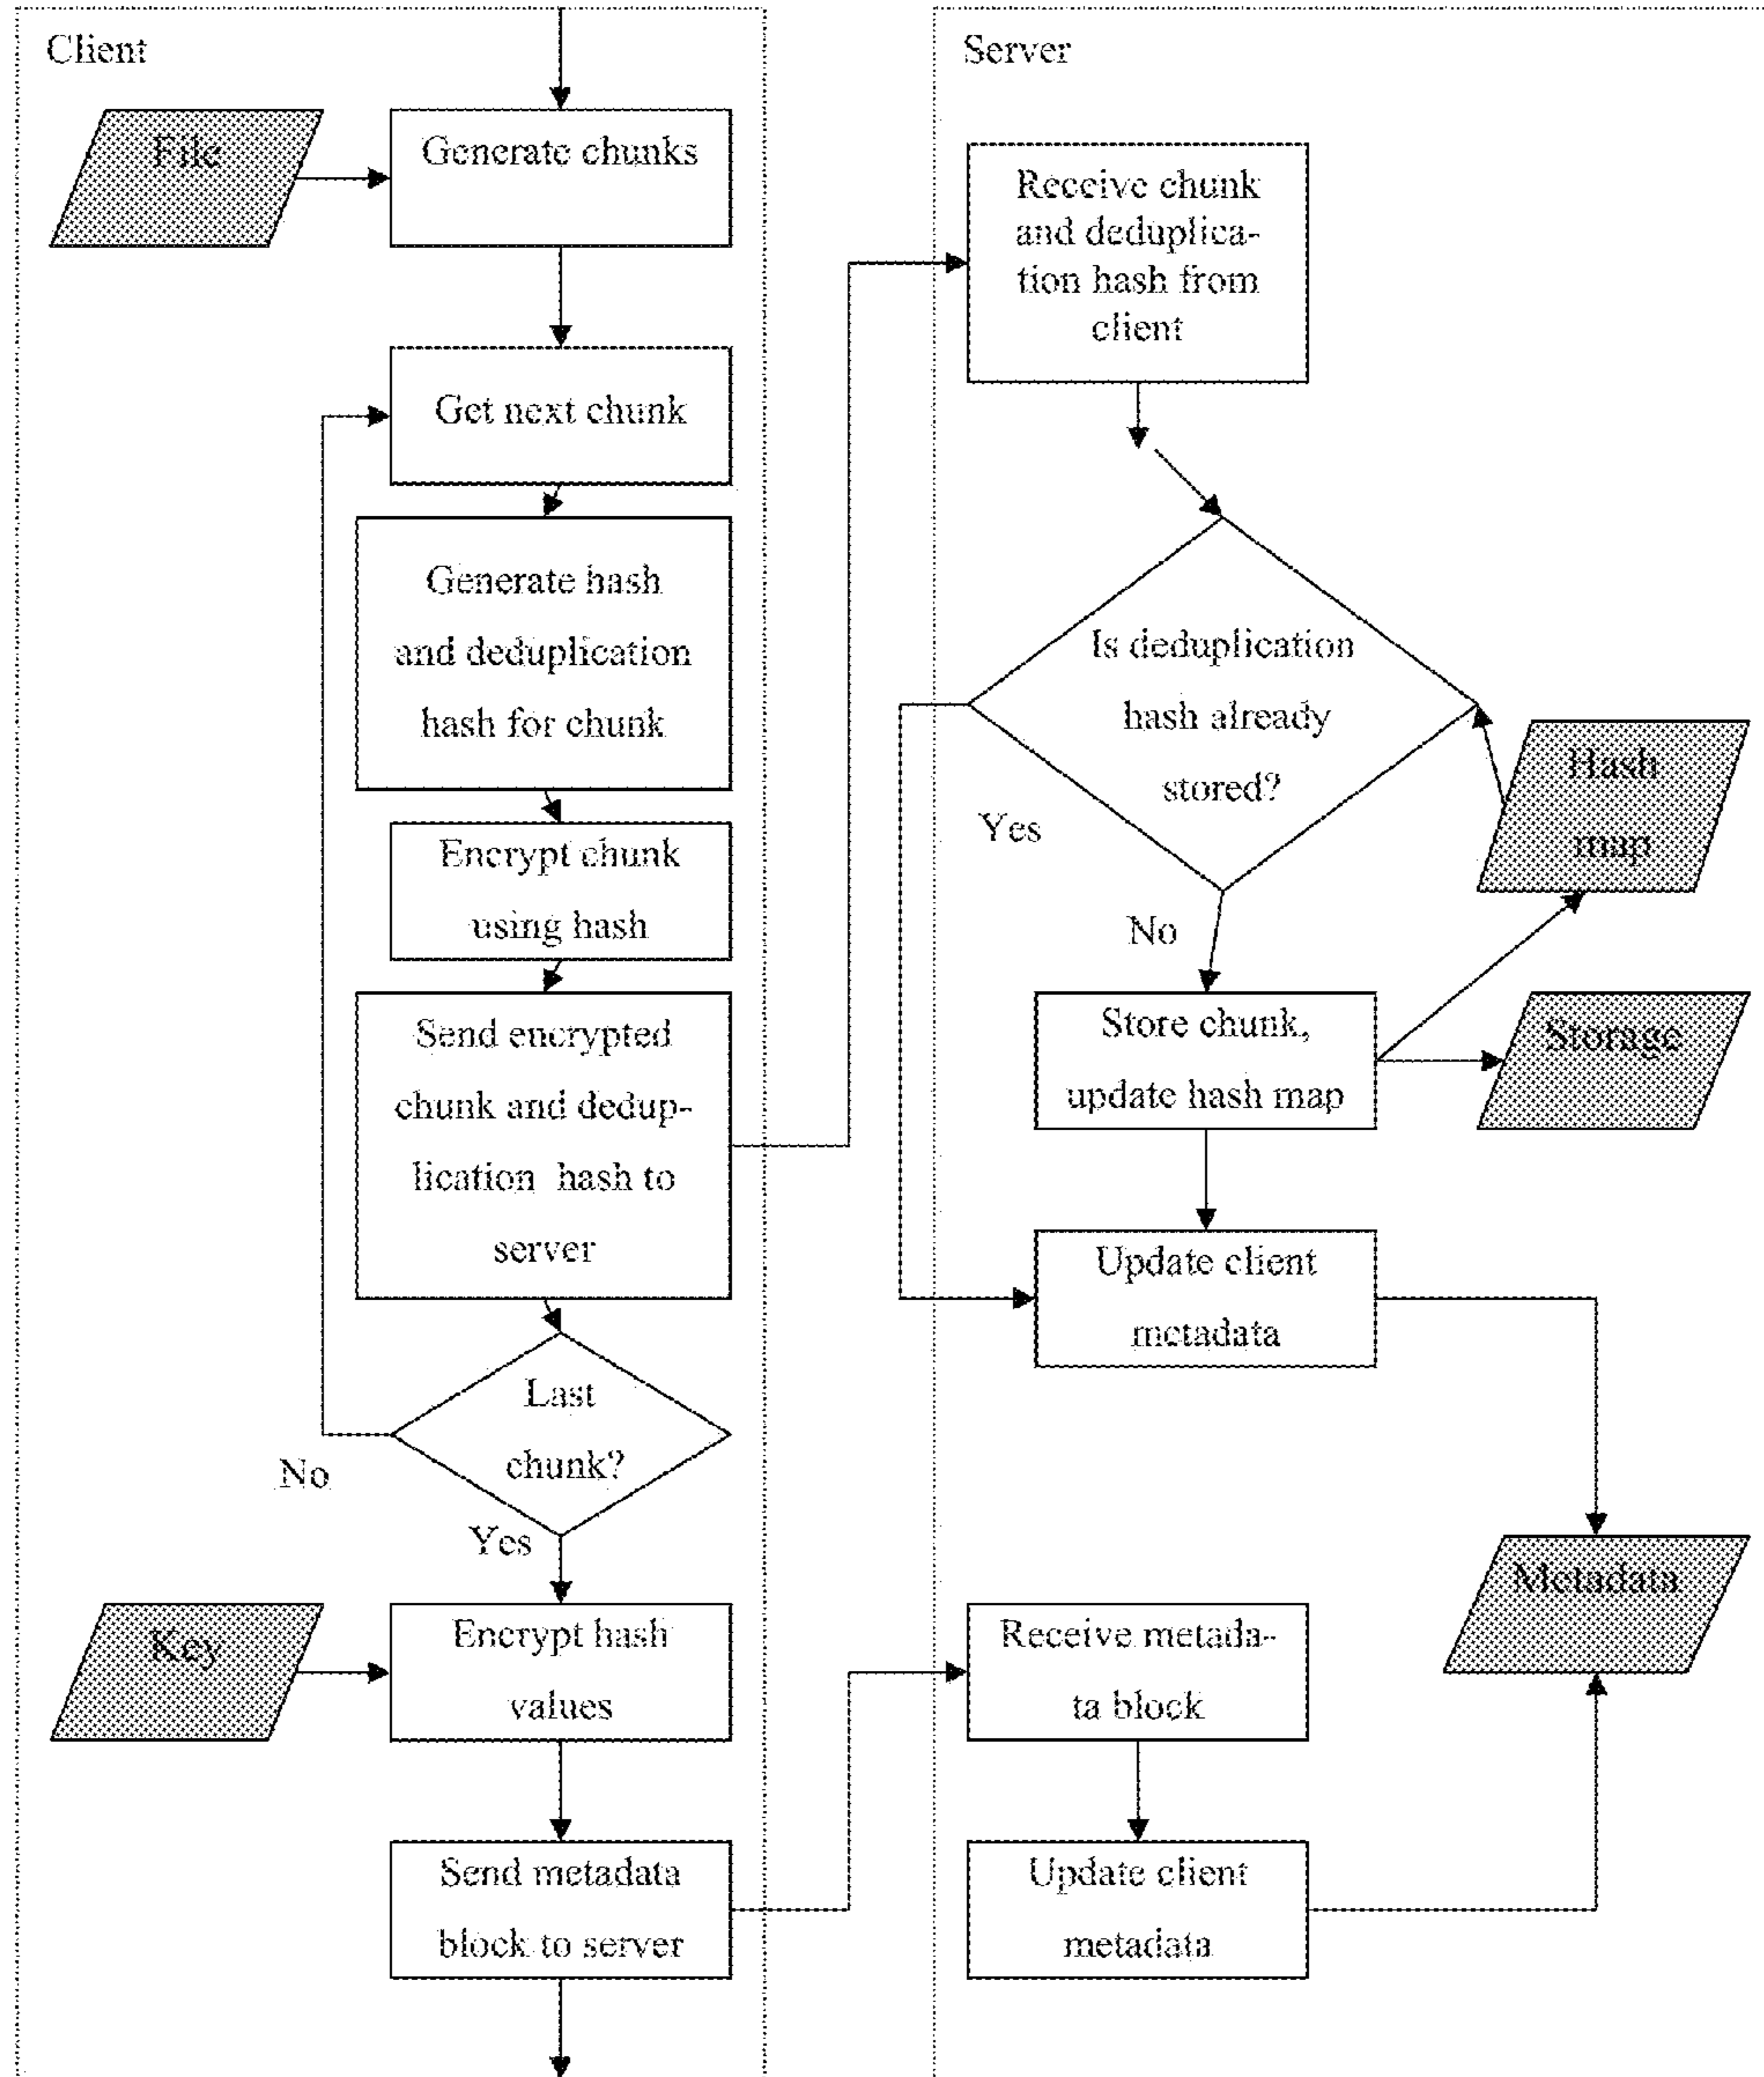 Client
File
Generate chunks
Get next chunk
Generate hash
and deduplication
hash for chunk
Encrypt chunk
using hash
Send encrypted
chunk and dedup-
lication hash to
server
Last
chunk?
No
Yes
Key
Encrypt hash
values
Send metadata
block to server
Server
Receive chunk
and deduplica-
tion hash from
client
Is deduplication
hash already
stored?
Yes
No
Hash
map
Store chunk,
update hash map
Storage
Update client
metadata
Metadata
Receive metada-
ta block
Update client
metadata